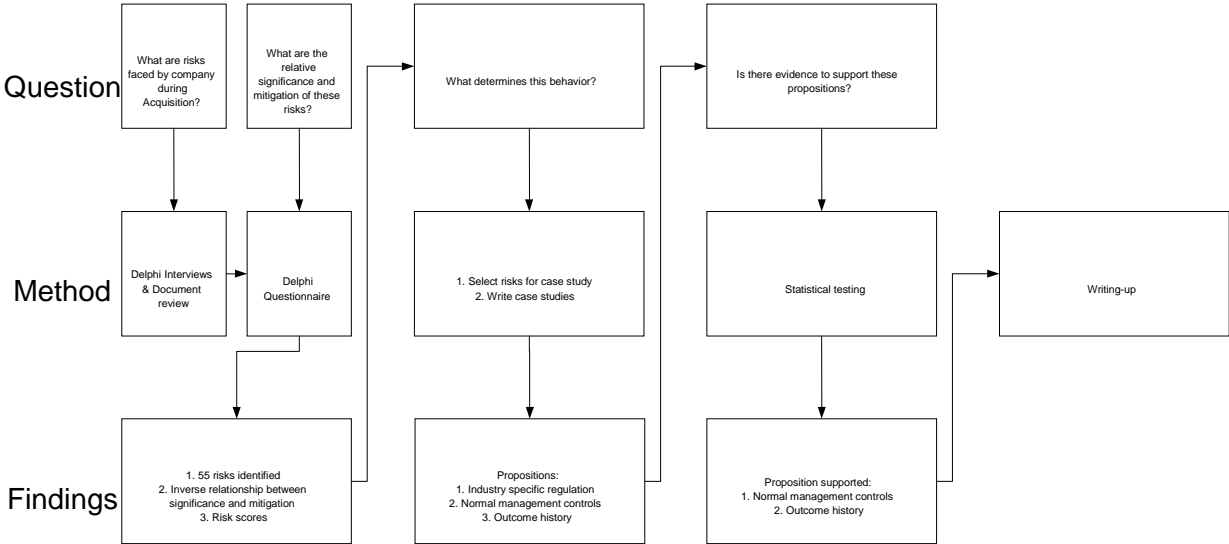 Question
What are risks
faced by company
during
Acquisition?
What are the
relative
significance and
mitigation of these
risks?
What determines this behavior?
Is there evidence to support these
propositions?
Method
Delphi Interviews
& Document
review
Delphi
Questionnaire
1. Select risks for case study
2. Write case studies
Statistical testing
Writing-up
Findings
1. 55 risks identified
2. Inverse relationship between
significance and mitigation
3. Risk scores
Propositions:
1. Industry specific regulation
2. Normal management controls
3. Outcome history
Proposition supported:
1. Normal management controls
2. Outcome history